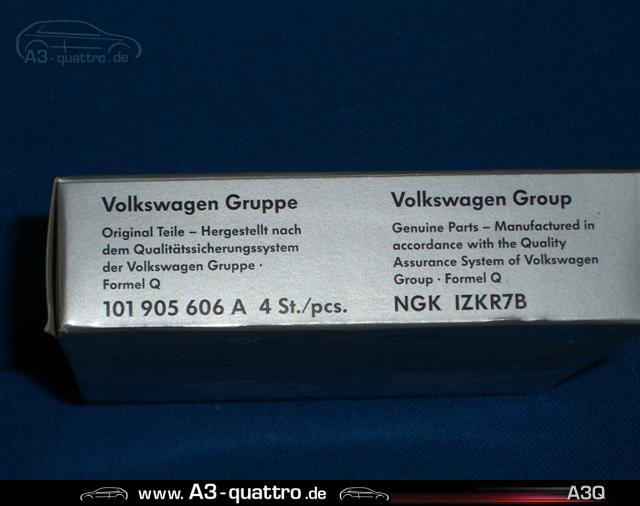 A3-quattro.de
Volkswagen Gruppe
Original Teile – Hergestellt nach
dem Qualitätssicherungssystem
der Volkswagen Gruppe ·
Formel Q
101 905 606 A 4 St./pcs.
Volkswagen Group
Genuine Parts – Manufactured in
accordance with the Quality
Assurance System of Volkswagen
Group · Formel Q
NGK IZKR7B
www.A3-quattro.de
A3Q